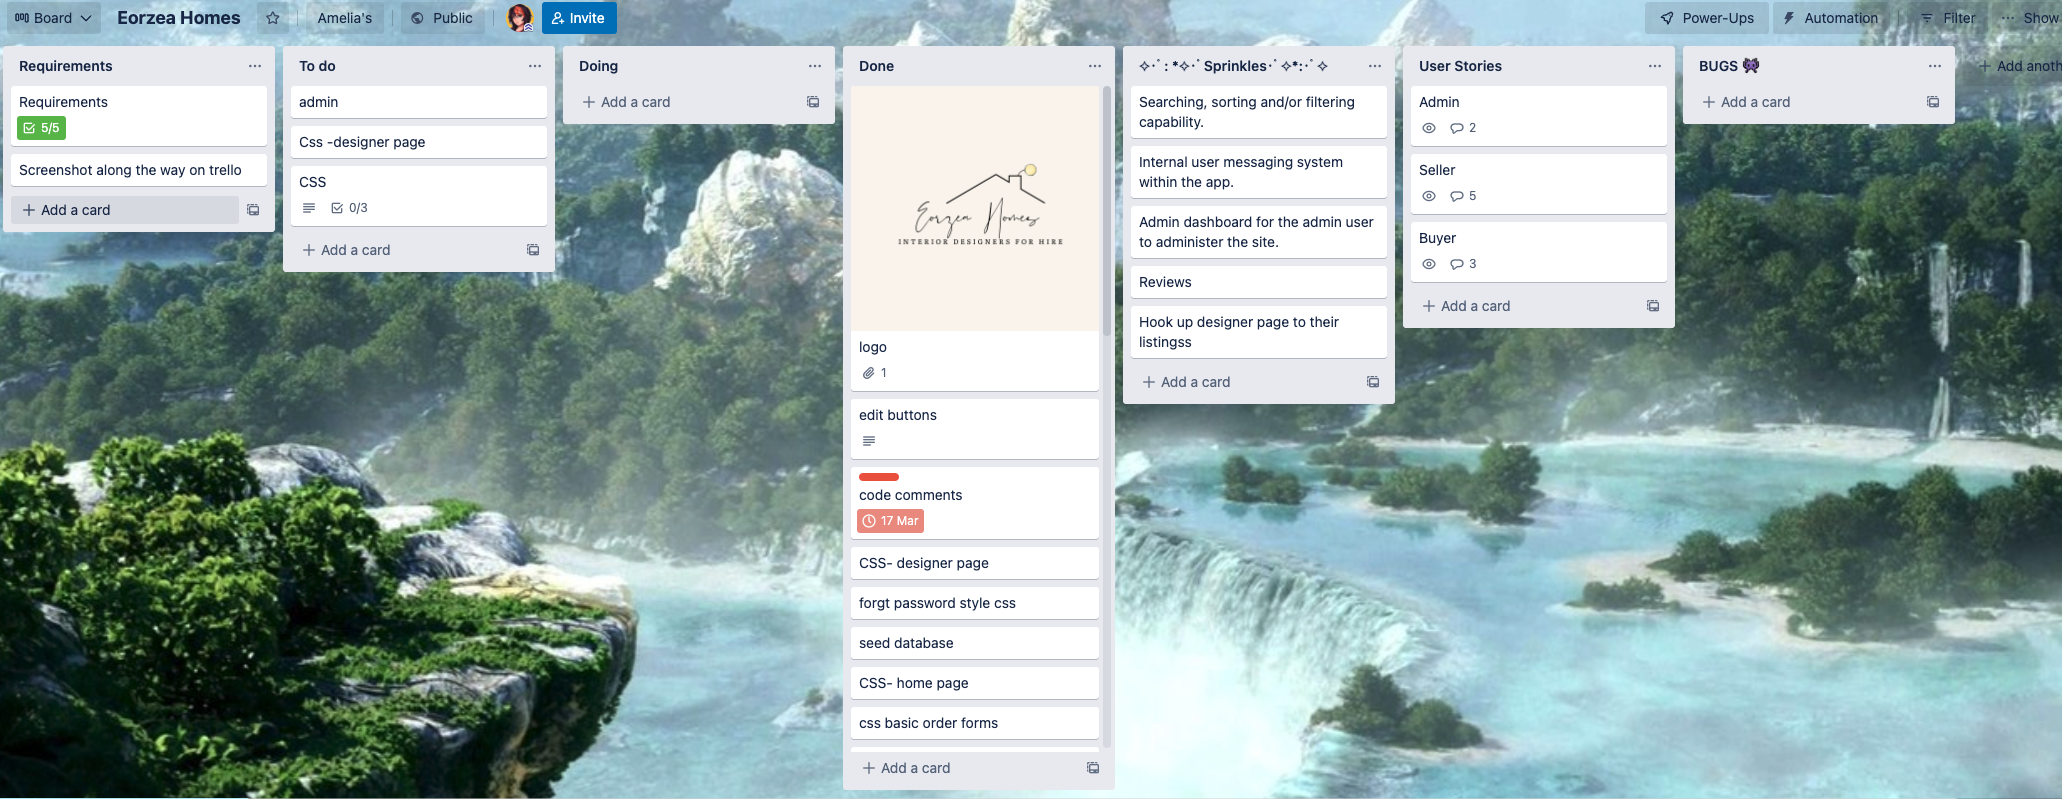 Board
Eorzea Homes
Amelia's
Public
Invite
Power-Ups
Automation
Filter
Show
Requirements
Requirements
5/5
Screenshot along the way on trello
Add a card
To do
admin
Css -designer page
CSS
0/3
Add a card
Doing
Add a card
Done
Eorzea Homes
INTERIOR DESIGNERS FOR HIRE
logo
1
edit buttons
code comments
17 Mar
CSS- designer page
forgt password style css
seed database
CSS- home page
css basic order forms
Add a card
✧･ﾟ: *✧･ﾟSprinkles･ﾟ✧*:･ﾟ✧
Searching, sorting and/or filtering
capability.
Internal user messaging system
within the app.
Admin dashboard for the admin user
to administer the site.
Reviews
Hook up designer page to their
listingss
Add a card
User Stories
Admin
2
Seller
5
Buyer
3
Add a card
BUGS 👾
Add a card
Add anoth